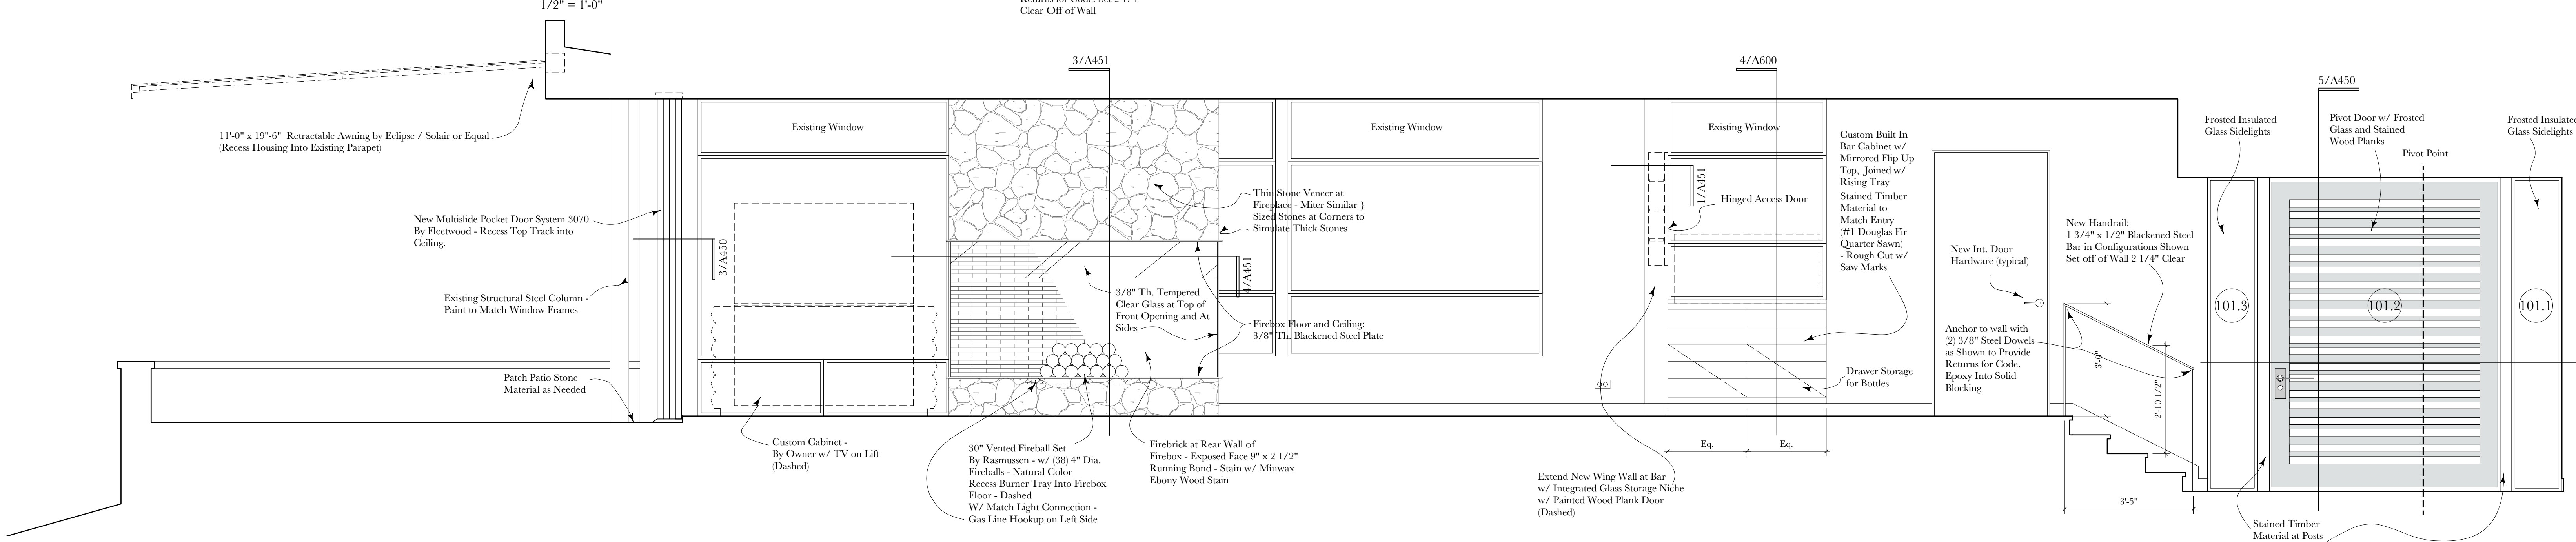 1/2" = 1'-0"
Returns for Code. Set 2 1/4"
Clear Off of Wall
3/A451
4/A600
5/A450
11'-0" x 19"-6"  Retractable Awning by Eclipse / Solair or Equal
(Recess Housing Into Existing Parapet)
Existing Window
Existing Window
Existing Window
New Multislide Pocket Door System 3070
By Fleetwood - Recess Top Track into
Ceiling.
3/A450
Existing Structural Steel Column -
Paint to Match Window Frames
Patch Patio Stone
Material as Needed
Custom Cabinet -
By Owner w/ TV on Lift
(Dashed)
Thin Stone Veneer at
Fireplace - Miter Similar }
Sized Stones at Corners to
Simulate Thick Stones
4/A451
3/8" Th. Tempered
Clear Glass at Top of
Front Opening and At
Sides
Firebox Floor and Ceiling:
3/8" Th. Blackened Steel Plate
30" Vented Fireball Set
By Rasmussen - w/ (38) 4" Dia.
Fireballs - Natural Color
Recess Burner Tray Into Firebox
Floor - Dashed
W/ Match Light Connection -
Gas Line Hookup on Left Side
Firebrick at Rear Wall of
Firebox - Exposed Face 9" x 2 1/2"
Running Bond - Stain w/ Minwax
Ebony Wood Stain
1/A451
Hinged Access Door
Custom Built In
Bar Cabinet w/
Mirrored Flip Up
Top,  Joined w/
Rising Tray
Stained Timber
Material to
Match Entry
(#1 Douglas Fir
Quarter Sawn)
- Rough Cut w/
Saw Marks
Drawer Storage
for Bottles
Eq.
Eq.
Extend New Wing Wall at Bar
w/ Integrated Glass Storage Niche
w/ Painted Wood Plank Door
(Dashed)
New Int. Door
Hardware (typical)
Anchor to wall with
(2) 3/8" Steel Dowels
as Shown to Provide
Returns for Code.
Epoxy Into Solid
Blocking
New Handrail:
1 3/4" x 1/2" Blackened Steel
Bar in Configurations Shown
Set off of Wall 2 1/4" Clear
3'-0"
2'-10 1/2"
3'-5"
Frosted Insulated
Glass Sidelights
Pivot Door w/ Frosted
Glass and Stained
Wood Planks
Pivot Point
Frosted Insulated
Glass Sidelights
101.3
101.2
101.1
Stained Timber
Material at Posts